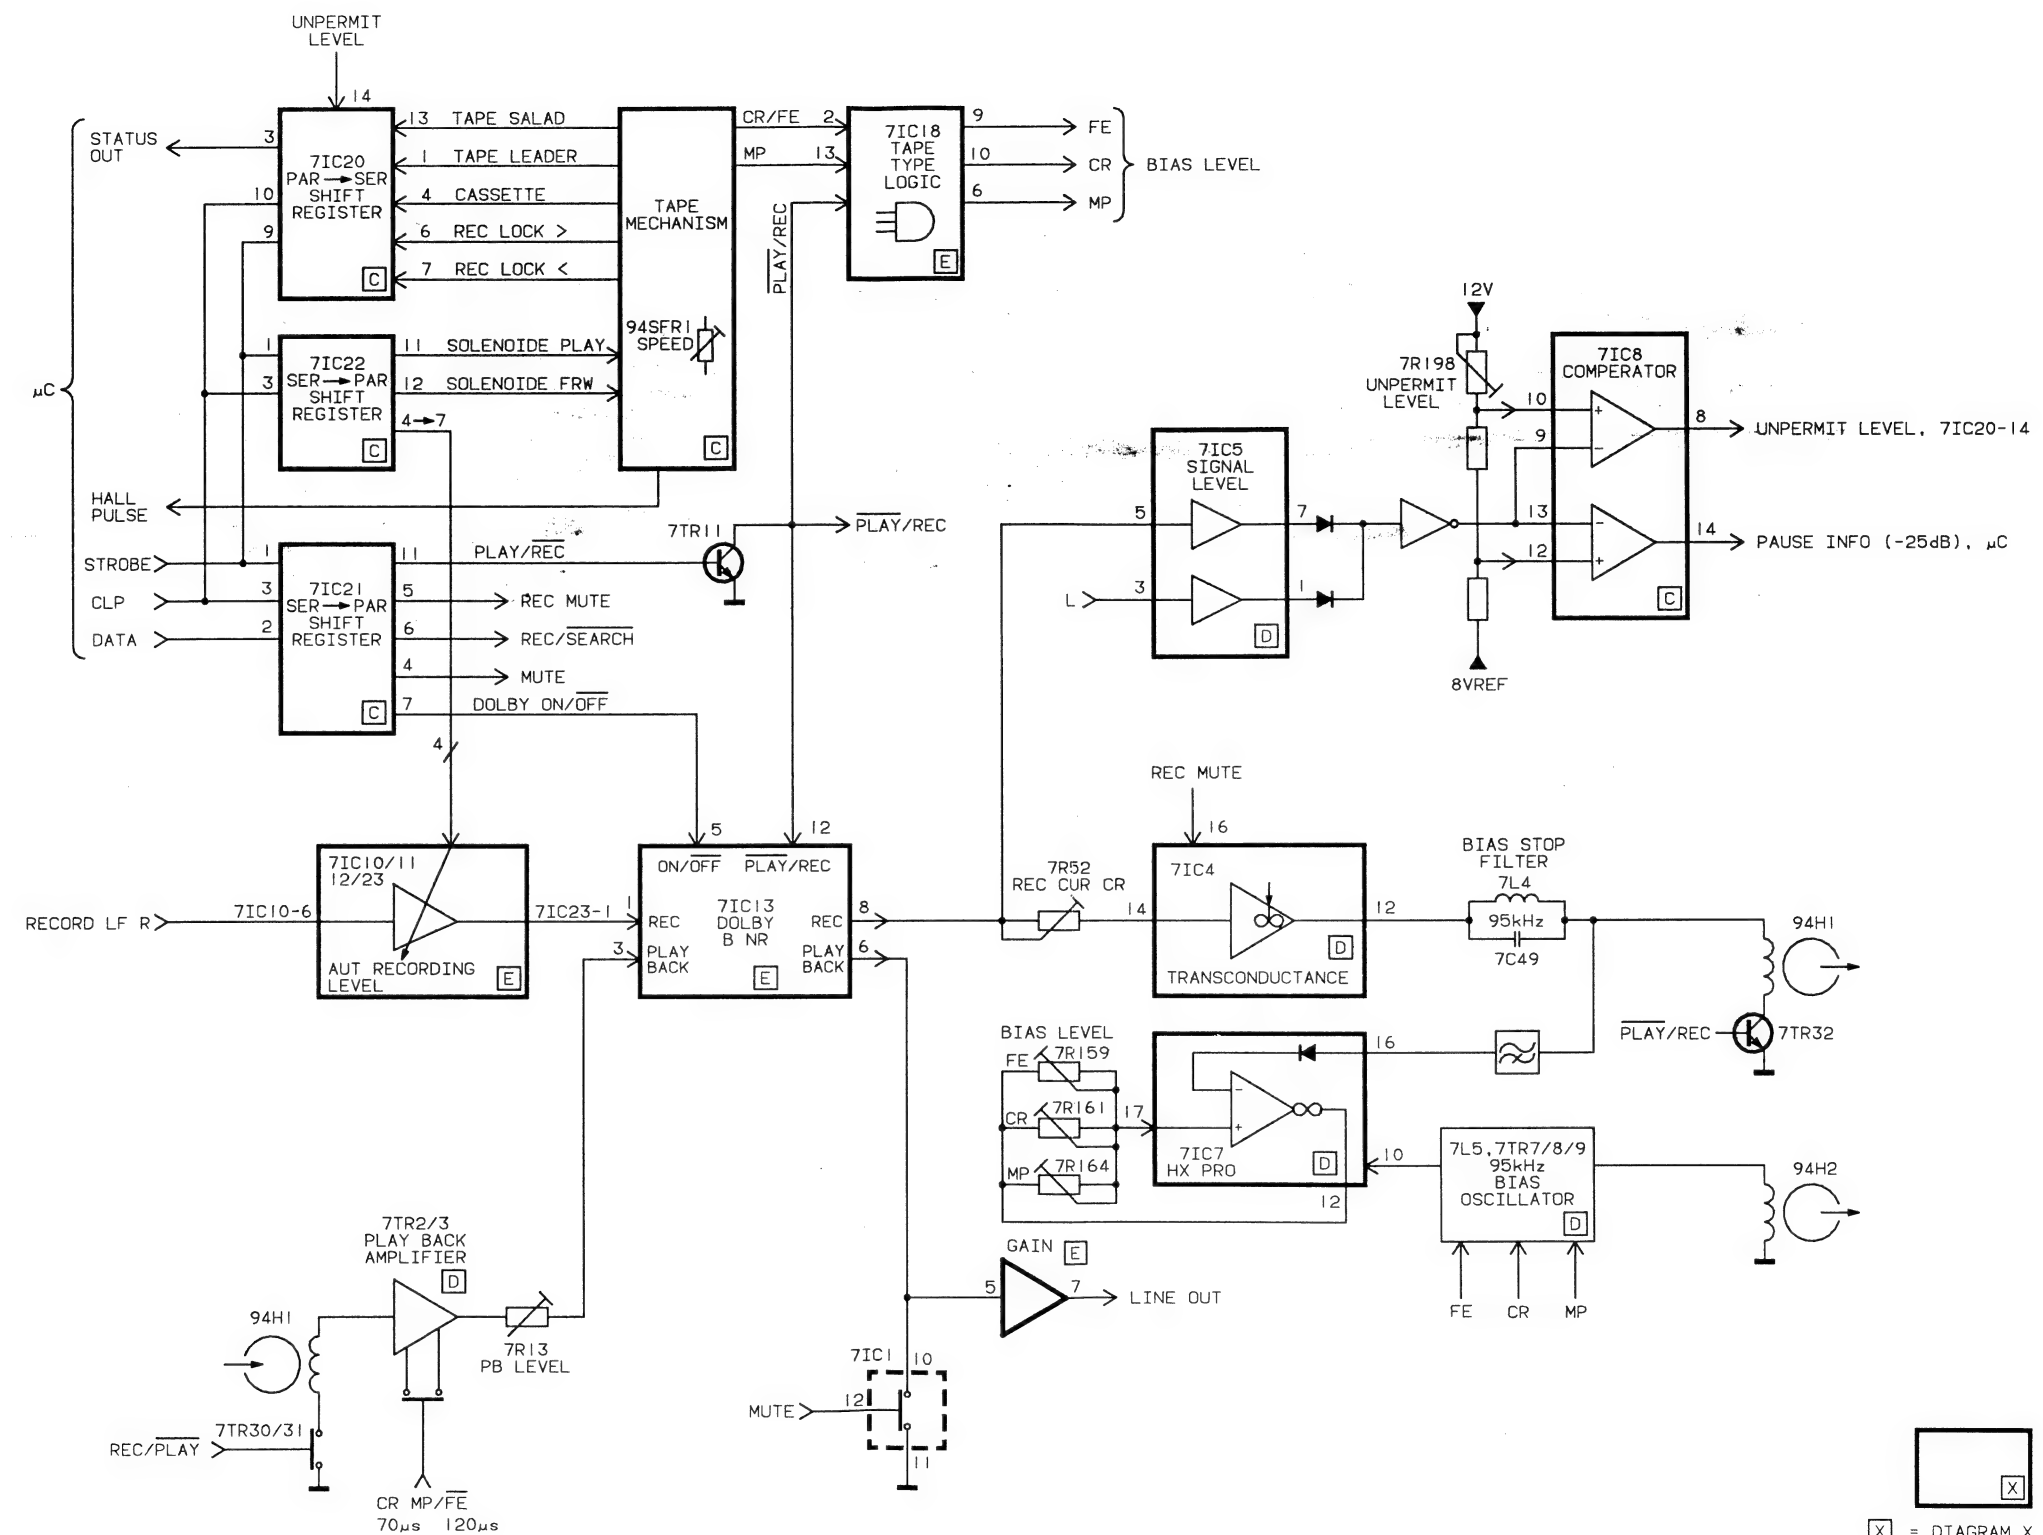 UNPERMIT
LEVEL
14
STATUS
OUT
3
10
9
7IC20
PAR→SER
SHIFT
REGISTER
C
13 TAPE SALAD
1 TAPE LEADER
4 CASSETTE
6 REC LOCK >
7 REC LOCK <
TAPE
MECHANISM
94SFR1
SPEED
C
CR/FE 2
MP 13
PLAY/REC
7IC18
TAPE
TYPE
LOGIC
E
9 FE
10 CR
6 MP
BIAS LEVEL
μC
1
3
7IC22
SER→PAR
SHIFT
REGISTER
C
11 SOLENOIDE PLAY
12 SOLENOIDE FRW
4→7
HALL
PULSE
STROBE 1
CLP 3
DATA 2
7IC21
SER→PAR
SHIFT
REGISTER
C
11 PLAY/REC
5 REC MUTE
6 REC/SEARCH
4 MUTE
7 DOLBY ON/OFF
7TR11
PLAY/REC
4
12V
7R198
UNPERMIT
LEVEL
8VREF
7IC5
SIGNAL
LEVEL
D
5
L 3
7
1
7IC8
COMPERATOR
C
10
+
9
-
13
-
12
+
8 UNPERMIT LEVEL, 7IC20-14
14 PAUSE INFO (-25dB), μC
RECORD LF R
7IC10-6
7IC10/11
12/23
AUT RECORDING
LEVEL
E
7IC23-1
1
3
5
12
ON/OFF PLAY/REC
7IC13
DOLBY
B NR
REC
PLAY
BACK
REC
PLAY
BACK
E
8
6
7R52
REC CUR CR
REC MUTE
16
14
7IC4
D
TRANSCONDUCTANCE
12
BIAS STOP
FILTER
7L4
95kHz
7C49
94H1
PLAY/REC
7TR32
BIAS LEVEL
FE 7R159
CR 7R161
MP 7R164
17
-
+
7IC7
HX PRO
D
16
10
12
7L5,7TR7/8/9
95kHz
BIAS
OSCILLATOR
D
FE CR MP
94H2
7TR2/3
PLAY BACK
AMPLIFIER
D
94H1
7R13
PB LEVEL
7TR30/31
REC/PLAY
CR MP/FE
70μs 120μs
GAIN E
5
7 LINE OUT
7IC1 10
MUTE 12
11
X
X = DIAGRAM X